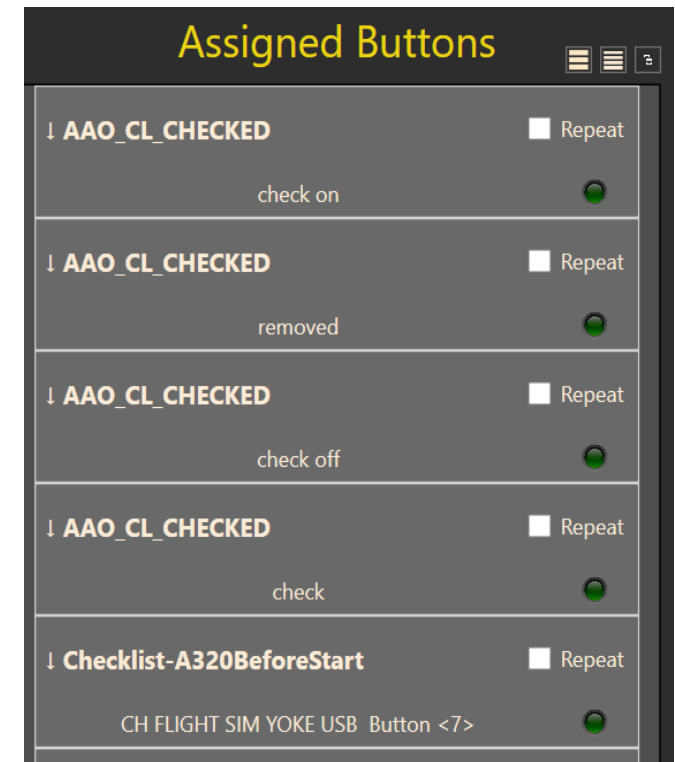 Assigned Buttons
↓ AAO_CL_CHECKED Repeat
check on
↓ AAO_CL_CHECKED Repeat
removed
↓ AAO_CL_CHECKED Repeat
check off
↓ AAO_CL_CHECKED Repeat
check
↓ Checklist-A320BeforeStart Repeat
CH FLIGHT SIM YOKE USB  Button <7>